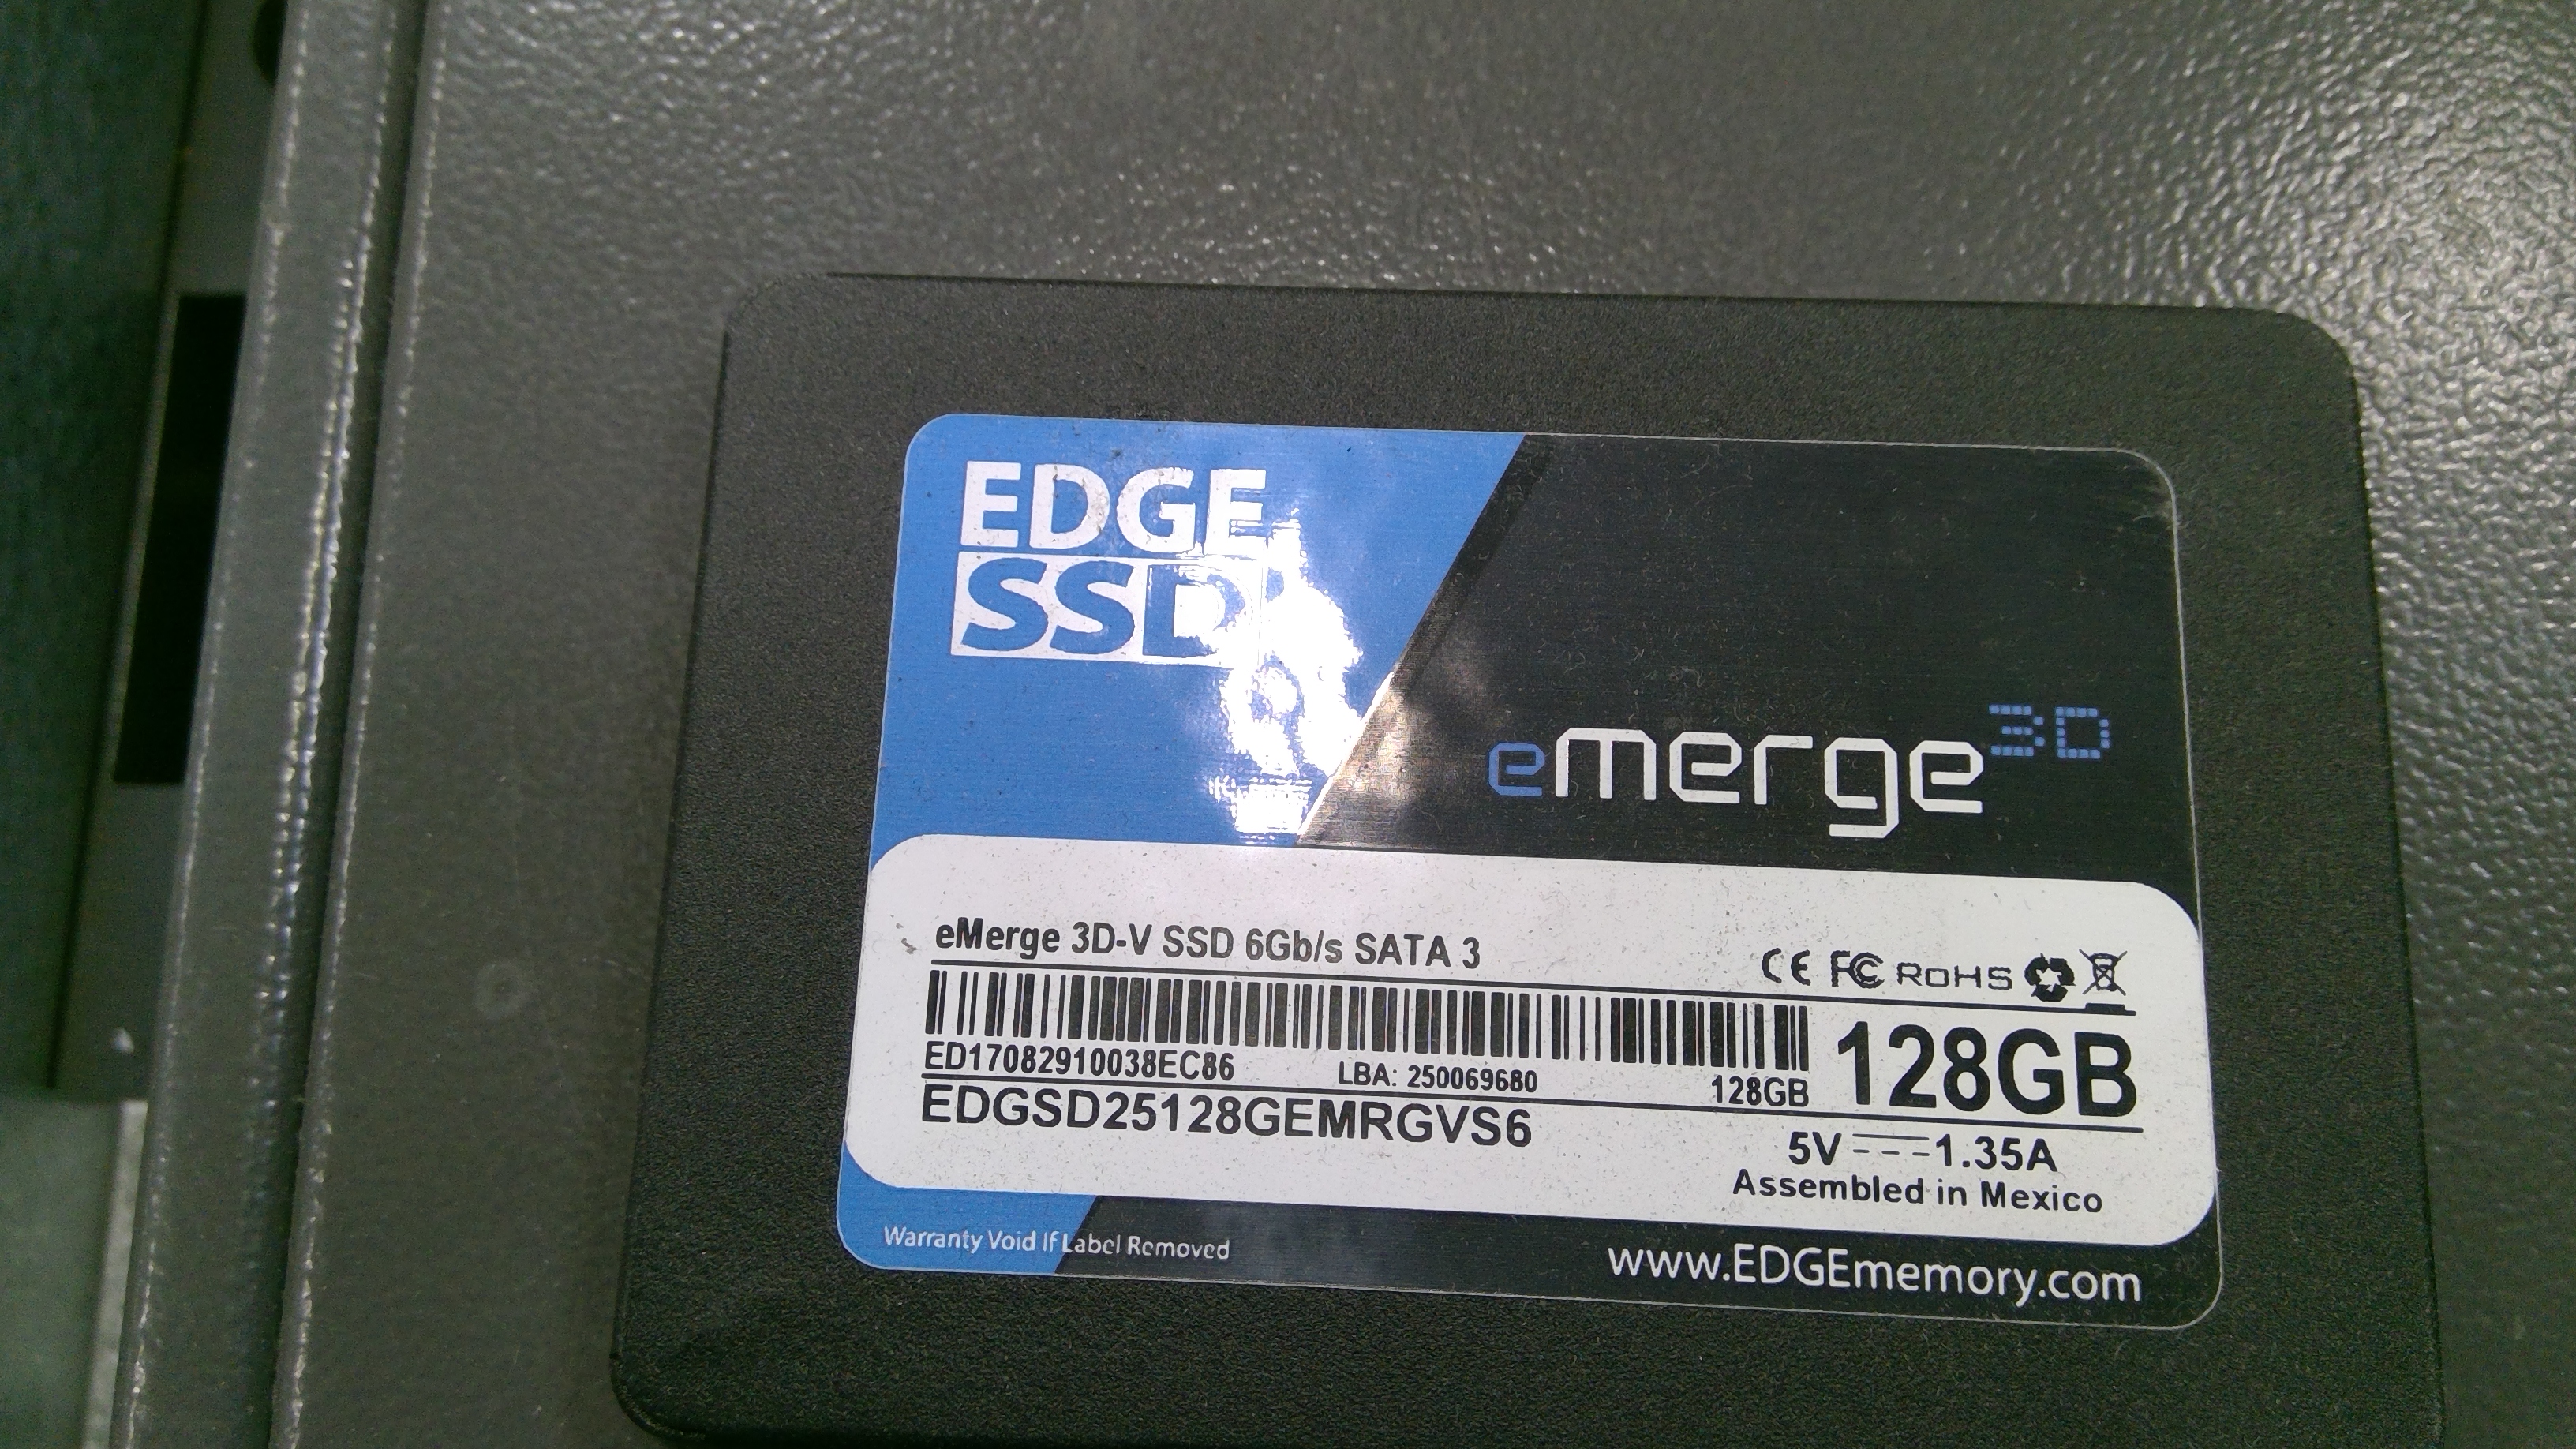 EDGE
SSD
eMerge3D
eMerge 3D-V SSD 6Gb/s SATA 3
CE FC RoHS
ED17082910038EC86 LBA: 250069680 128GB
128GB
EDGSD25128GEMRGVS6
5V 1.35A
Assembled in Mexico
Warranty Void If Label Removed
www.EDGEmemory.com